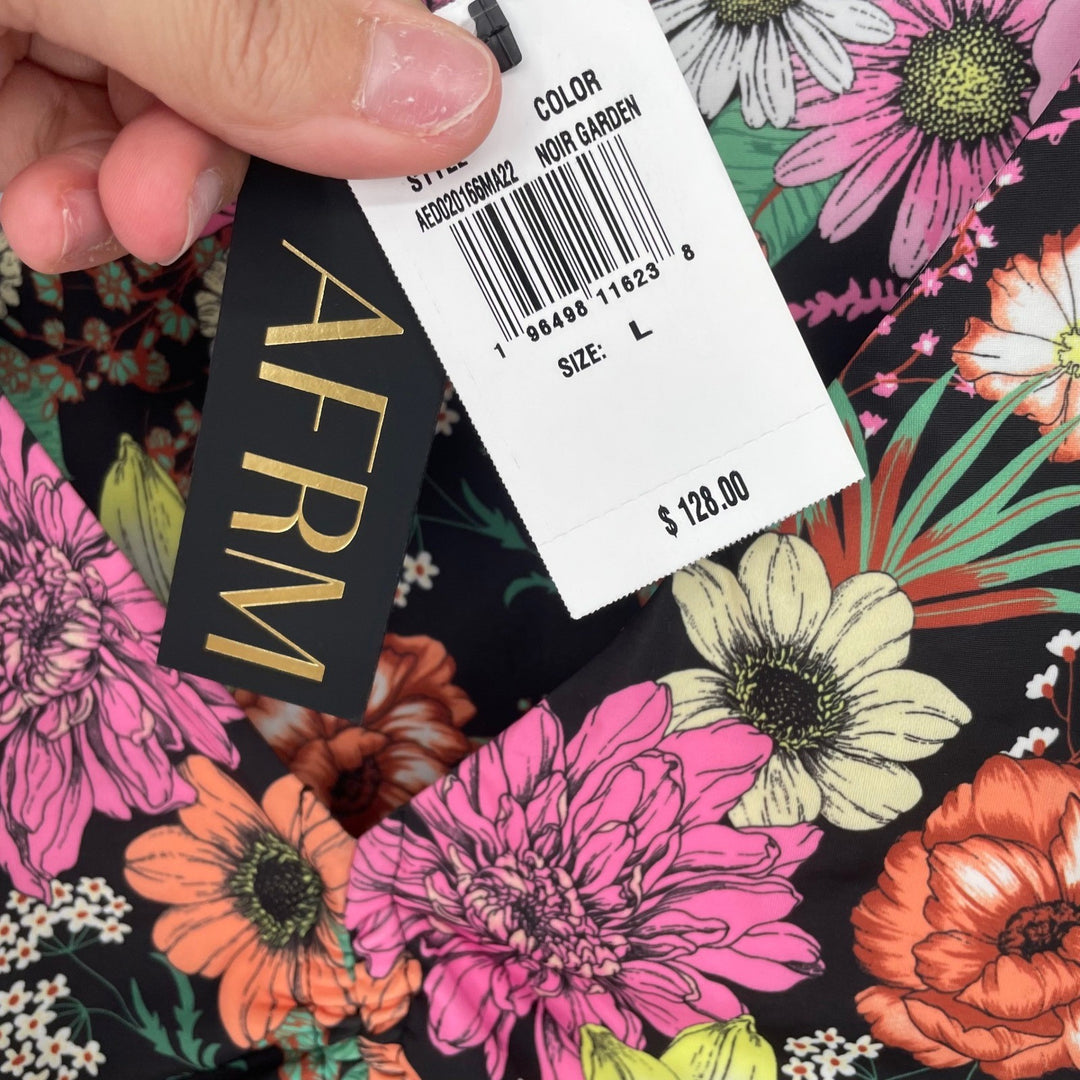 COLOR
STYLE NOIR GARDEN
AED020166MA22
1 96498 11623 8
SIZE: L
$ 128.00
AFRM